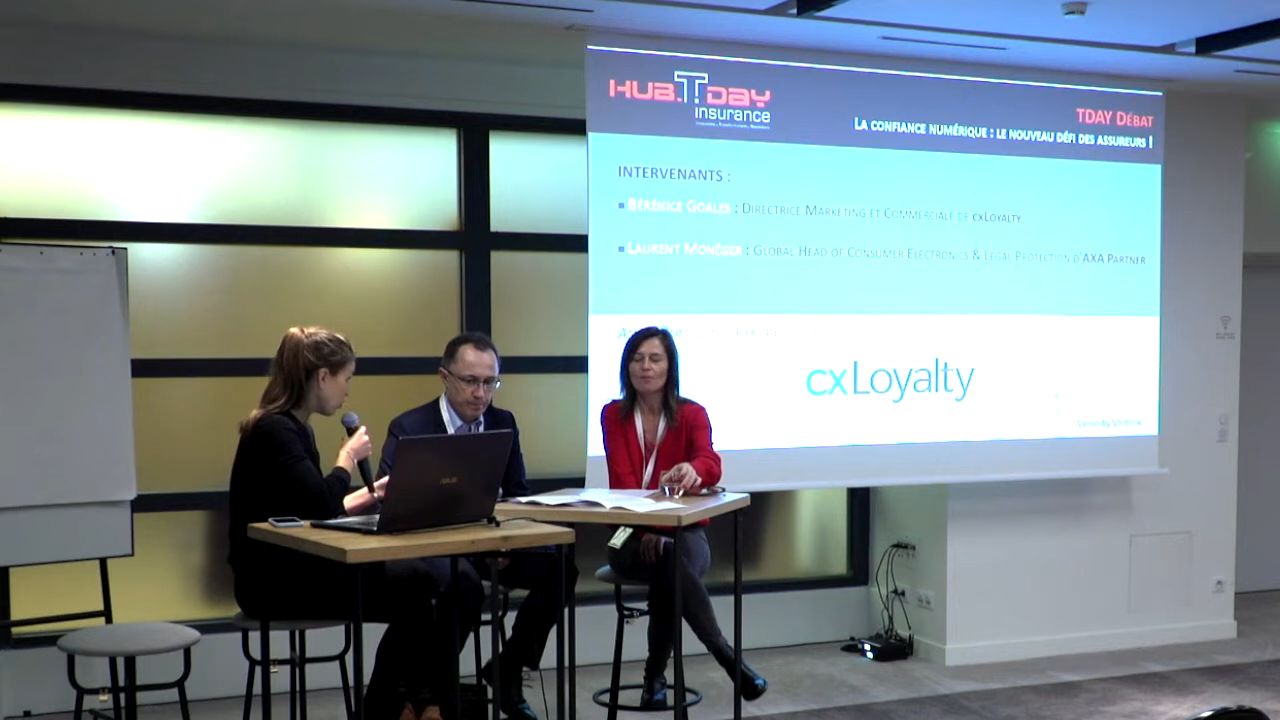 HUB.TDAY
insurance
TDAY DÉBAT
LA CONFIANCE NUMÉRIQUE : LE NOUVEAU DÉFI DES ASSUREURS !
INTERVENANTS :
BÉRÉNICE GOALES : DIRECTRICE MARKETING ET COMMERCIALE DE CXLOYALTY
LAURENT MONÉGER : GLOBAL HEAD OF CONSUMER ELECTRONICS & LEGAL PROTECTION D'AXA PARTNER
cxLoyalty
ASUS